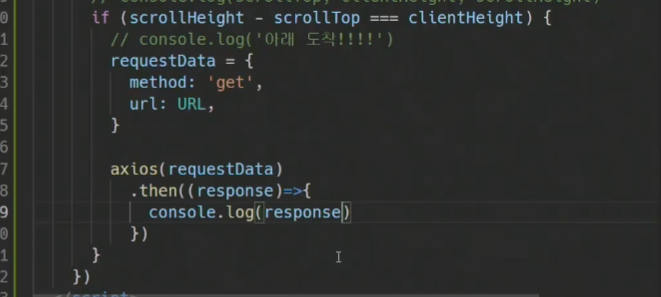 // console.log(scrollTop, clientHeight, scrollHeight)
0 if (scrollHeight - scrollTop === clientHeight) {
1 // console.log('아래 도착!!!!')
2 requestData = {
3 method: 'get',
4 url: URL,
5 }
6
7 axios(requestData)
8 .then((response)=>{
9 console.log(response)
0 })
1 }
2 })
3 </script>